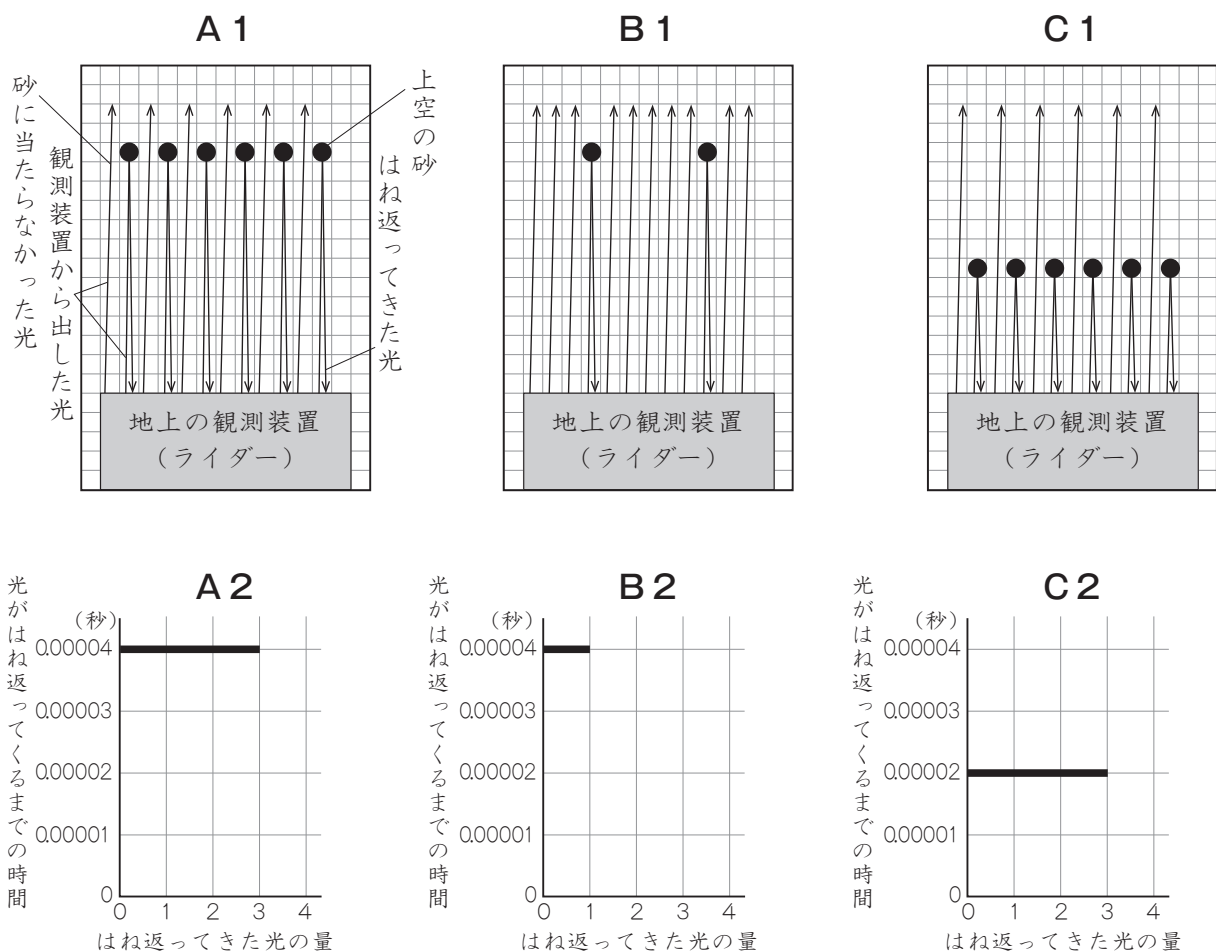 A1
砂に当たらなかった光
観測装置から出した光
上空の砂
はね返ってきた光
地上の観測装置
（ライダー）
B1
地上の観測装置
（ライダー）
C1
地上の観測装置
（ライダー）
A2
光がはね返ってくるまでの時間
（秒）
0.00004
0.00003
0.00002
0.00001
0
0 1 2 3 4
はね返ってきた光の量
B2
光がはね返ってくるまでの時間
（秒）
0.00004
0.00003
0.00002
0.00001
0
0 1 2 3 4
はね返ってきた光の量
C2
光がはね返ってくるまでの時間
（秒）
0.00004
0.00003
0.00002
0.00001
0
0 1 2 3 4
はね返ってきた光の量